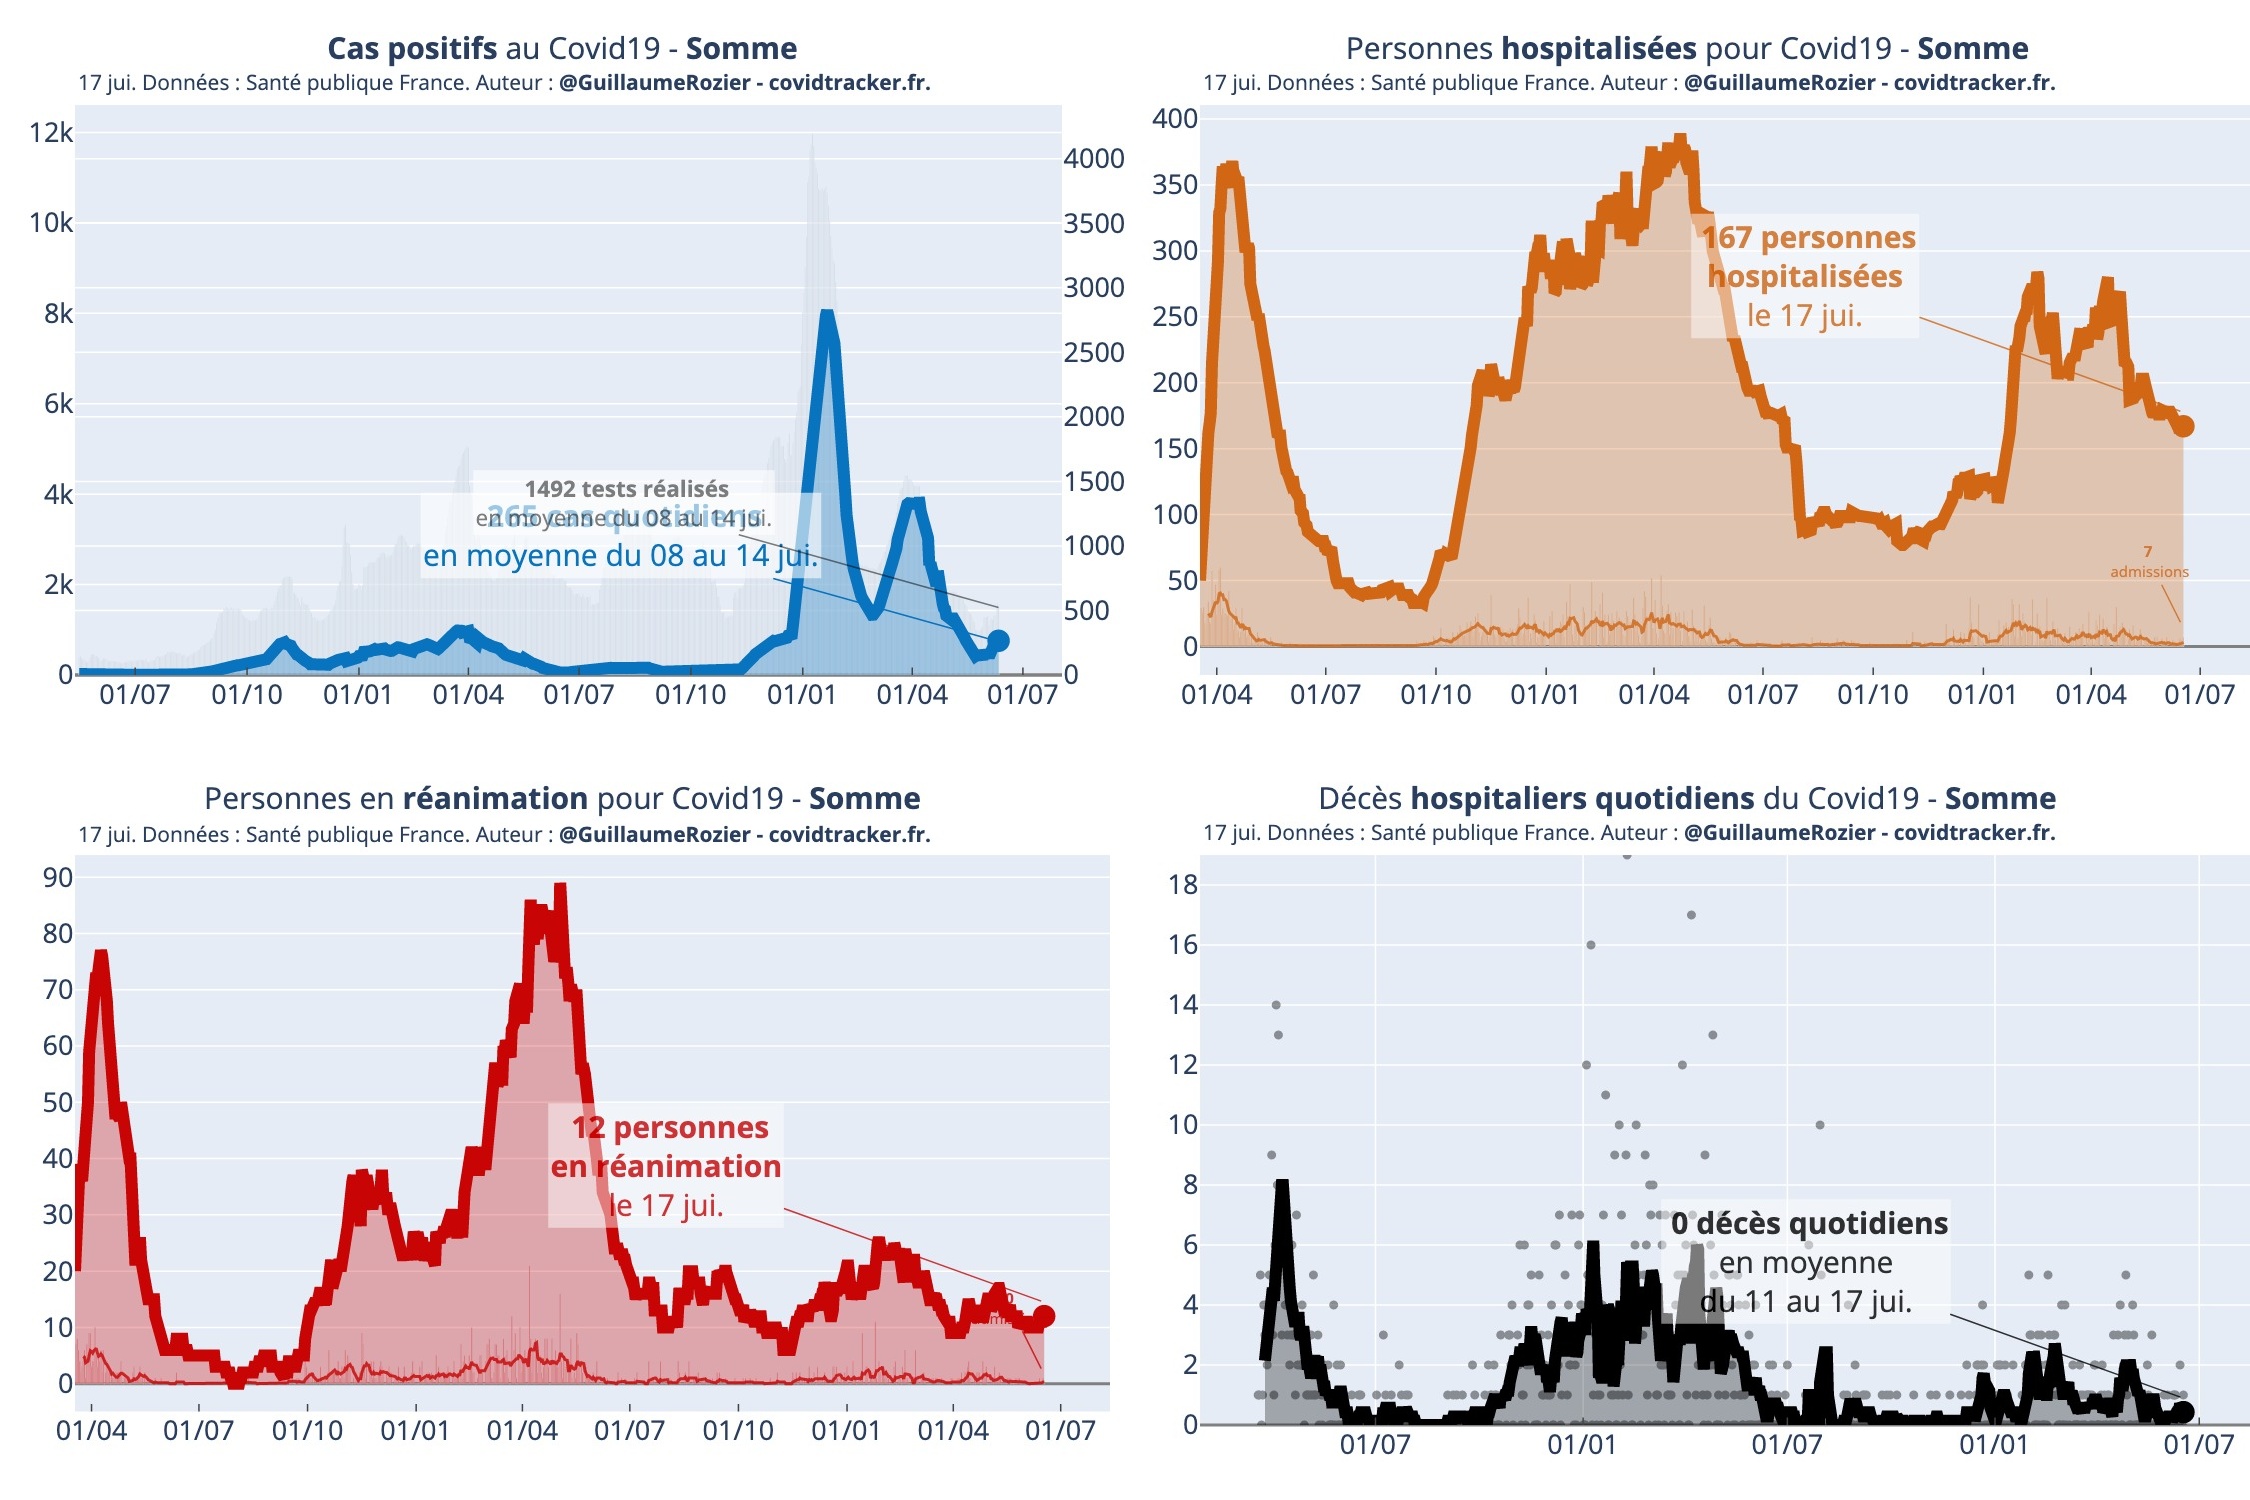 Cas positifs au Covid19 - Somme
17 jui. Données : Santé publique France. Auteur : @GuillaumeRozier - covidtracker.fr.
12k
10k
8k
6k
4k
2k
0
4000
3500
3000
2500
2000
1500
1000
500
0
1492 tests réalisés
en moyenne du 08 au 14 jui.
265 cas quotidiens
en moyenne du 08 au 14 jui.
01/07 01/10 01/01 01/04 01/07 01/10 01/01 01/04 01/07
Personnes hospitalisées pour Covid19 - Somme
17 jui. Données : Santé publique France. Auteur : @GuillaumeRozier - covidtracker.fr.
400
350
300
250
200
150
100
50
0
167 personnes
hospitalisées
le 17 jui.
7
admissions
01/04 01/07 01/10 01/01 01/04 01/07 01/10 01/01 01/04 01/07
Personnes en réanimation pour Covid19 - Somme
17 jui. Données : Santé publique France. Auteur : @GuillaumeRozier - covidtracker.fr.
90
80
70
60
50
40
30
20
10
0
12 personnes
en réanimation
le 17 jui.
01/04 01/07 01/10 01/01 01/04 01/07 01/10 01/01 01/04 01/07
Décès hospitaliers quotidiens du Covid19 - Somme
17 jui. Données : Santé publique France. Auteur : @GuillaumeRozier - covidtracker.fr.
18
16
14
12
10
8
6
4
2
0
0 décès quotidiens
en moyenne
du 11 au 17 jui.
01/07 01/01 01/07 01/01 01/07